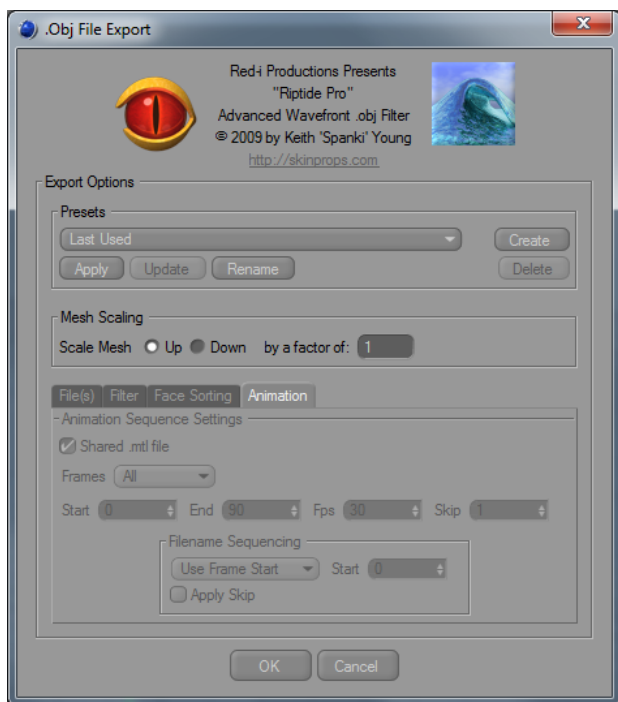 .Obj File Export
Red-i Productions Presents
"Riptide Pro"
Advanced Wavefront .obj Filter
© 2009 by Keith 'Spanki' Young
http://skinprops.com
Export Options
Presets
Last Used
Create
Apply Update Rename Delete
Mesh Scaling
Scale Mesh Up Down by a factor of: 1
File(s) Filter Face Sorting Animation
Animation Sequence Settings
Shared .mtl file
Frames All
Start 0 End 90 Fps 30 Skip 1
Filename Sequencing
Use Frame Start Start 0
Apply Skip
OK Cancel